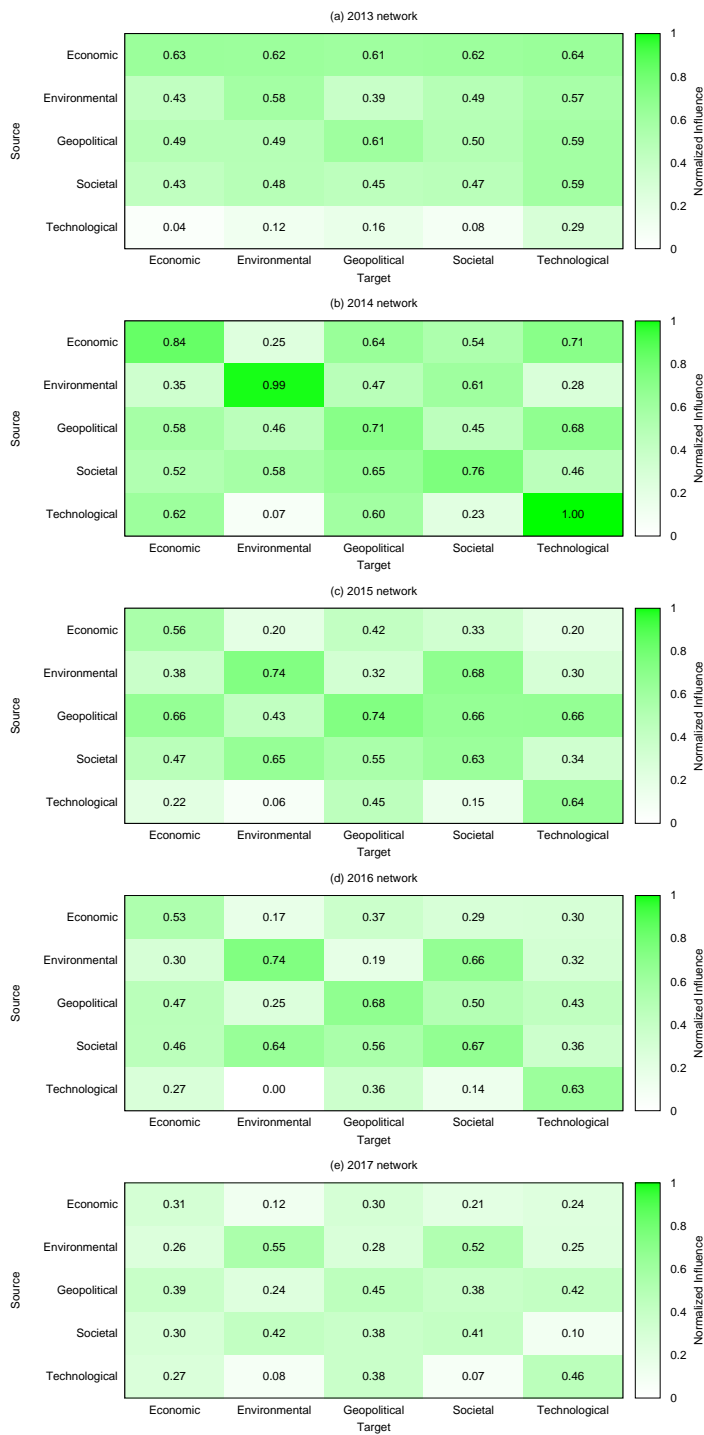 (a) 2013 network
Economic 0.63 0.62 0.61 0.62 0.64
Environmental 0.43 0.58 0.39 0.49 0.57
Geopolitical 0.49 0.49 0.61 0.50 0.59
Societal 0.43 0.48 0.45 0.47 0.59
Technological 0.04 0.12 0.16 0.08 0.29
Economic Environmental Geopolitical Societal Technological
Target
Source
1
0.8
0.6
0.4
0.2
0
Normalized Influence
(b) 2014 network
Economic 0.84 0.25 0.64 0.54 0.71
Environmental 0.35 0.99 0.47 0.61 0.28
Geopolitical 0.58 0.46 0.71 0.45 0.68
Societal 0.52 0.58 0.65 0.76 0.46
Technological 0.62 0.07 0.60 0.23 1.00
Economic Environmental Geopolitical Societal Technological
Target
Source
1
0.8
0.6
0.4
0.2
0
Normalized Influence
(c) 2015 network
Economic 0.56 0.20 0.42 0.33 0.20
Environmental 0.38 0.74 0.32 0.68 0.30
Geopolitical 0.66 0.43 0.74 0.66 0.66
Societal 0.47 0.65 0.55 0.63 0.34
Technological 0.22 0.06 0.45 0.15 0.64
Economic Environmental Geopolitical Societal Technological
Target
Source
1
0.8
0.6
0.4
0.2
0
Normalized Influence
(d) 2016 network
Economic 0.53 0.17 0.37 0.29 0.30
Environmental 0.30 0.74 0.19 0.66 0.32
Geopolitical 0.47 0.25 0.68 0.50 0.43
Societal 0.46 0.64 0.56 0.67 0.36
Technological 0.27 0.00 0.36 0.14 0.63
Economic Environmental Geopolitical Societal Technological
Target
Source
1
0.8
0.6
0.4
0.2
0
Normalized Influence
(e) 2017 network
Economic 0.31 0.12 0.30 0.21 0.24
Environmental 0.26 0.55 0.28 0.52 0.25
Geopolitical 0.39 0.24 0.45 0.38 0.42
Societal 0.30 0.42 0.38 0.41 0.10
Technological 0.27 0.08 0.38 0.07 0.46
Economic Environmental Geopolitical Societal Technological
Target
Source
1
0.8
0.6
0.4
0.2
0
Normalized Influence